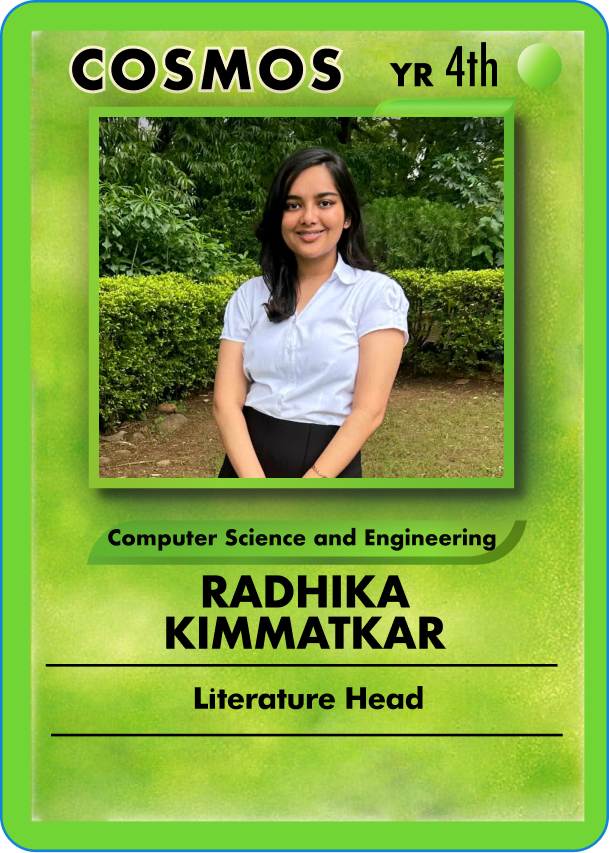 COSMOS YR 4th
Computer Science and Engineering
RADHIKA
KIMMATKAR
Literature Head